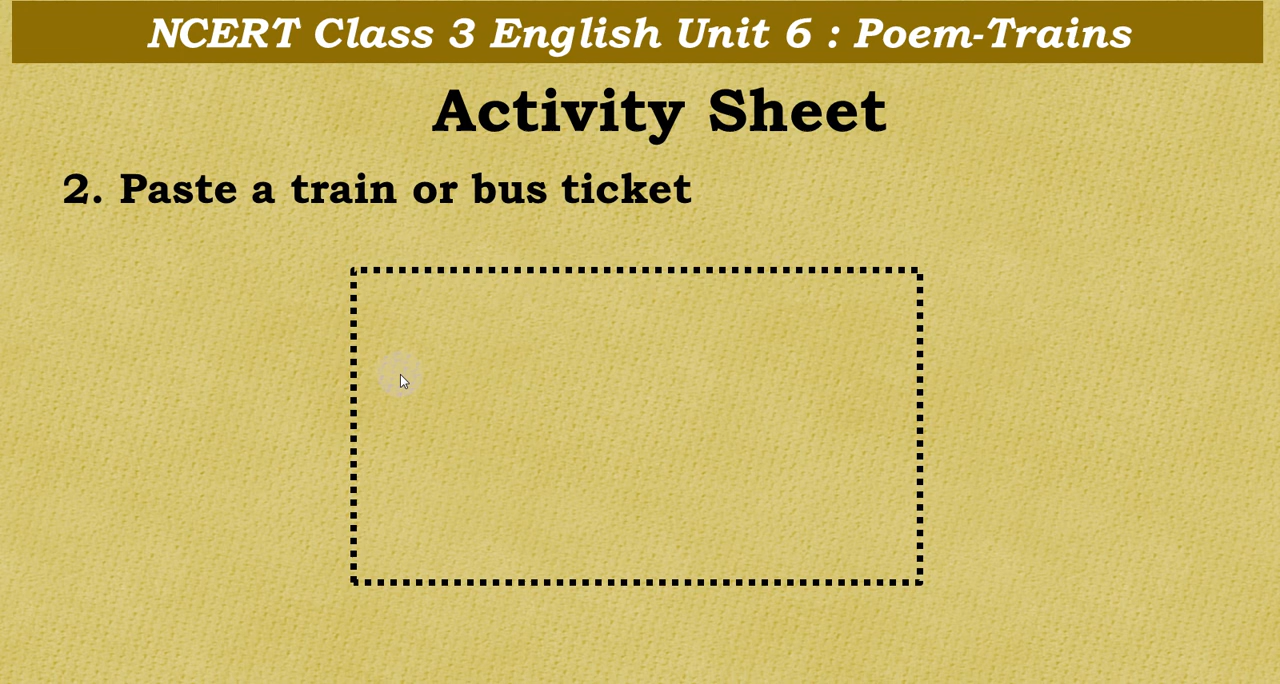 NCERT Class 3 English Unit 6 : Poem-Trains
Activity Sheet
2. Paste a train or bus ticket